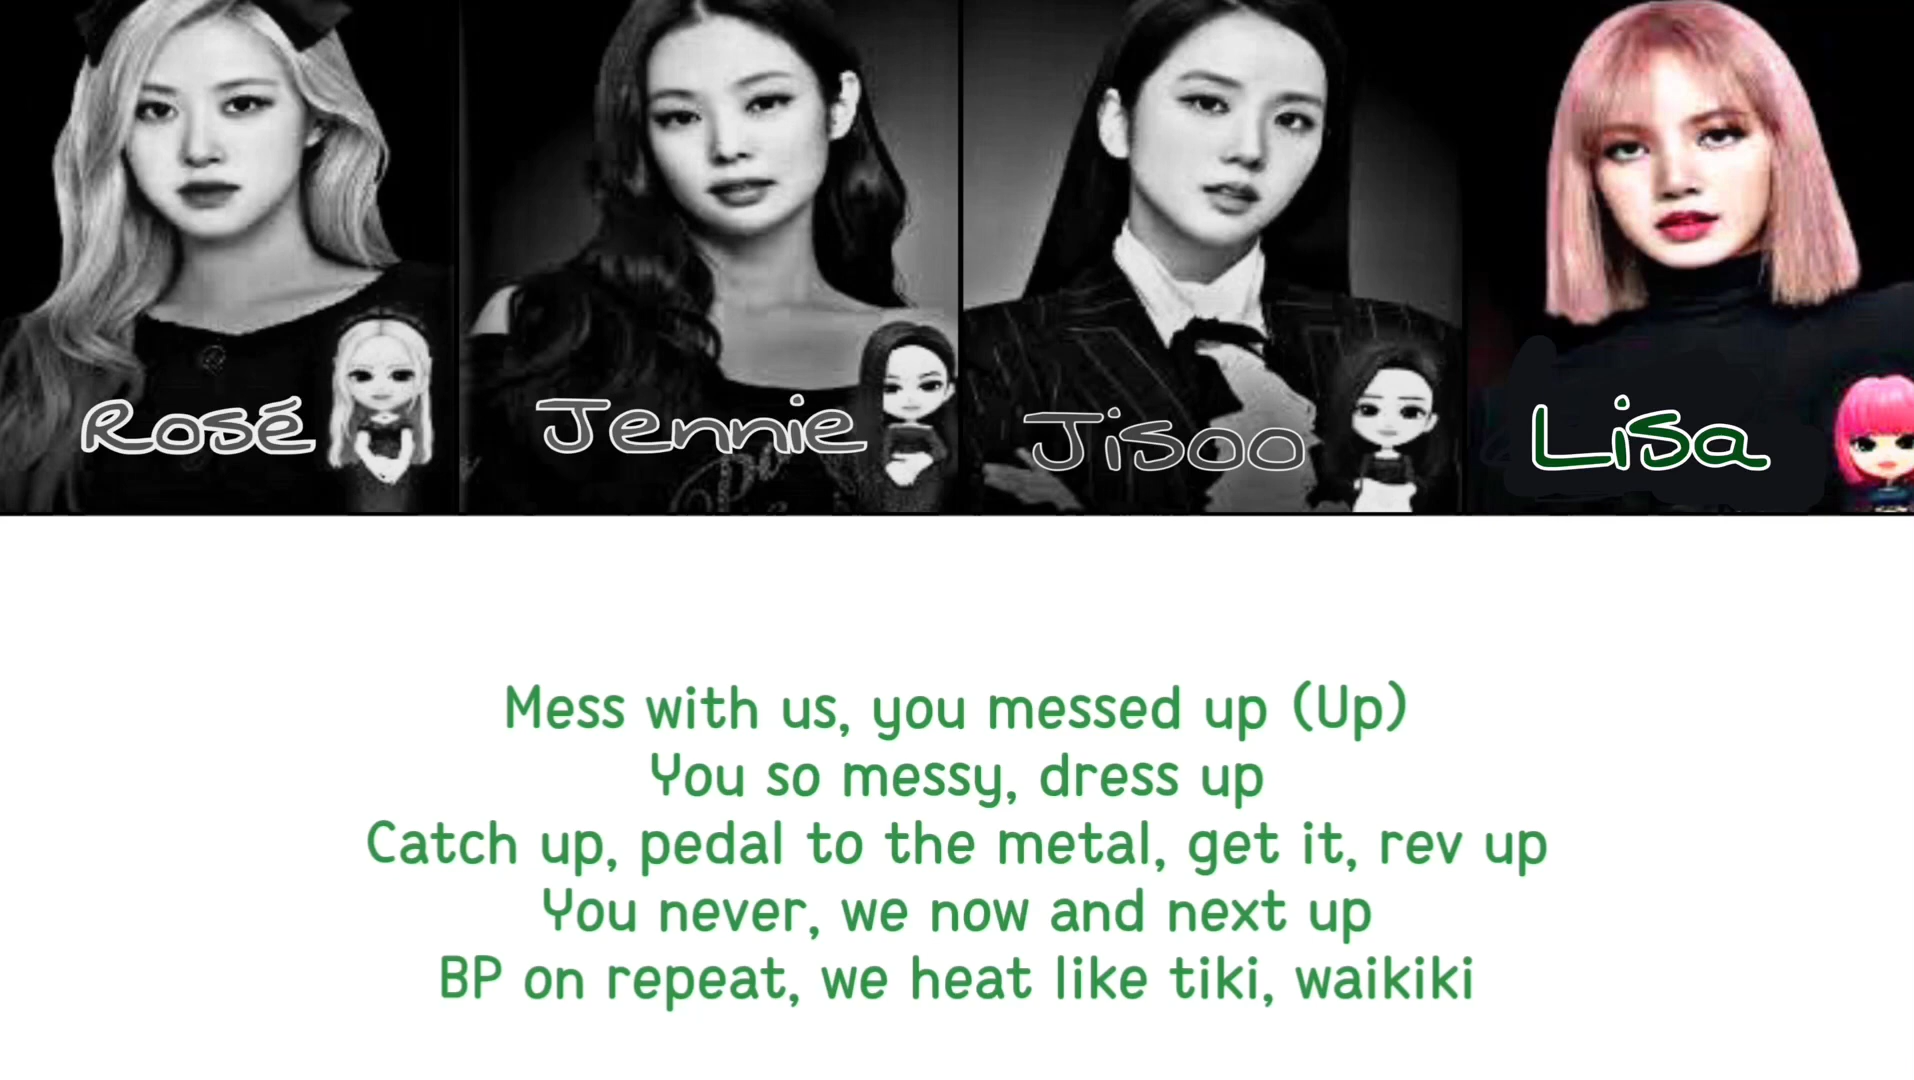 Rosé
Jennie
Jisoo
Lisa
Mess with us, you messed up (Up)
You so messy, dress up
Catch up, pedal to the metal, get it, rev up
You never, we now and next up
BP on repeat, we heat like tiki, waikiki